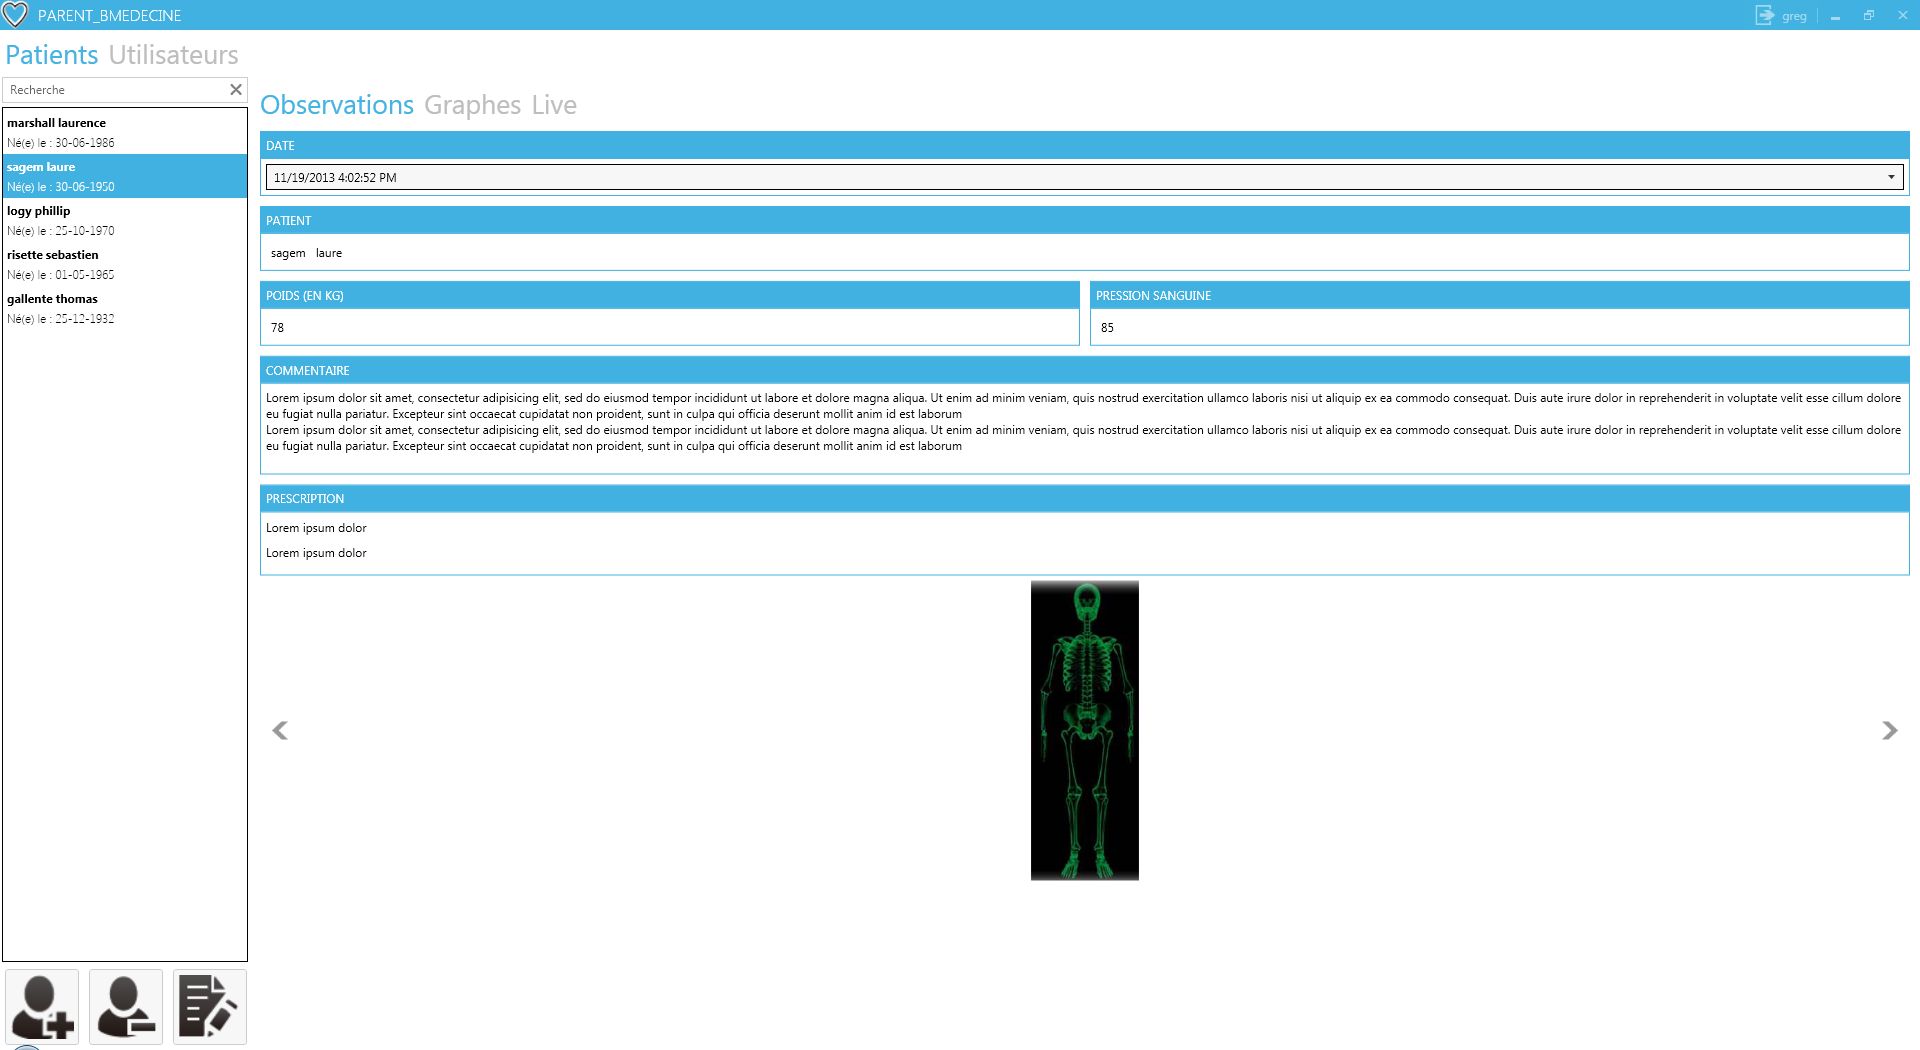 PARENT_BMEDECINE
greg
Patients Utilisateurs
Recherche
marshall laurence
Né(e) le : 30-06-1986
sagem laure
Né(e) le : 30-06-1950
logy phillip
Né(e) le : 25-10-1970
risette sebastien
Né(e) le : 01-05-1965
gallente thomas
Né(e) le : 25-12-1932
Observations Graphes Live
DATE
11/19/2013 4:02:52 PM
PATIENT
sagem laure
POIDS (EN KG)
78
PRESSION SANGUINE
85
COMMENTAIRE
Lorem ipsum dolor sit amet, consectetur adipisicing elit, sed do eiusmod tempor incididunt ut labore et dolore magna aliqua. Ut enim ad minim veniam, quis nostrud exercitation ullamco laboris nisi ut aliquip ex ea commodo consequat. Duis aute irure dolor in reprehenderit in voluptate velit esse cillum dolore
eu fugiat nulla pariatur. Excepteur sint occaecat cupidatat non proident, sunt in culpa qui officia deserunt mollit anim id est laborum
Lorem ipsum dolor sit amet, consectetur adipisicing elit, sed do eiusmod tempor incididunt ut labore et dolore magna aliqua. Ut enim ad minim veniam, quis nostrud exercitation ullamco laboris nisi ut aliquip ex ea commodo consequat. Duis aute irure dolor in reprehenderit in voluptate velit esse cillum dolore
eu fugiat nulla pariatur. Excepteur sint occaecat cupidatat non proident, sunt in culpa qui officia deserunt mollit anim id est laborum
PRESCRIPTION
Lorem ipsum dolor
Lorem ipsum dolor